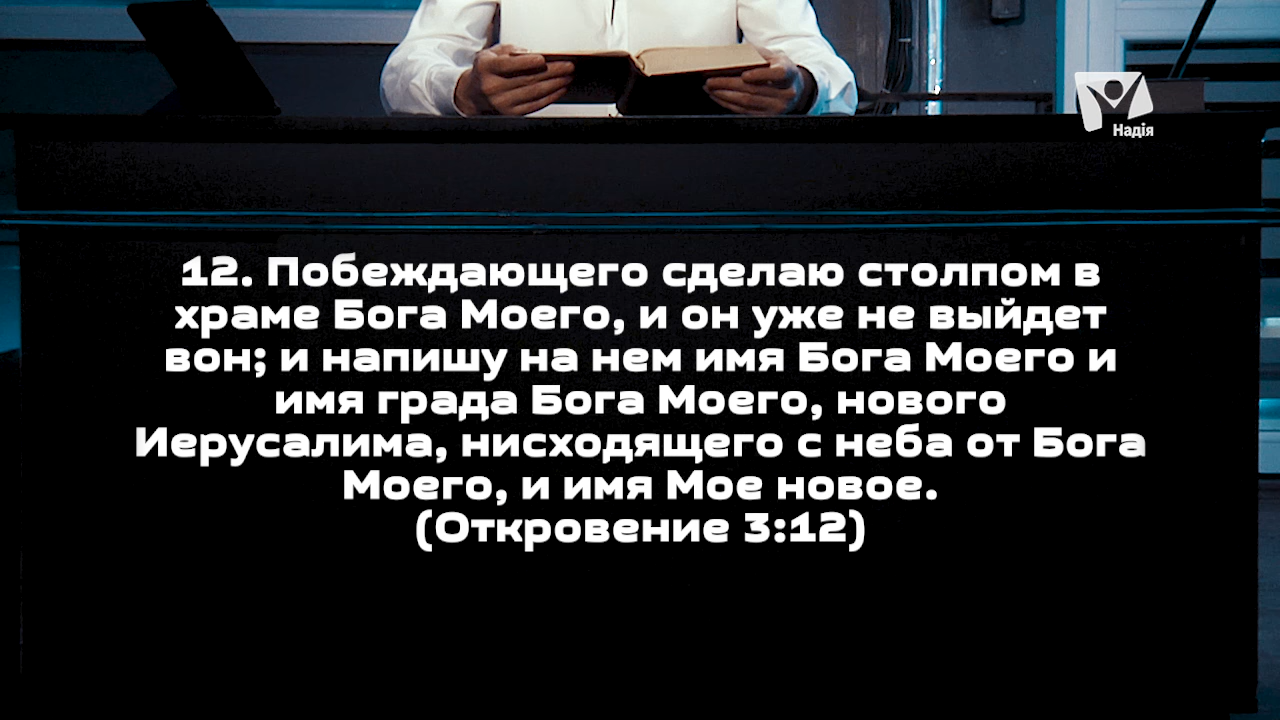 Надія
12. Побеждающего сделаю столпом в
храме Бога Моего, и он уже не выйдет
вон; и напишу на нем имя Бога Моего и
имя града Бога Моего, нового
Иерусалима, нисходящего с неба от Бога
Моего, и имя Мое новое.
(Откровение 3:12)